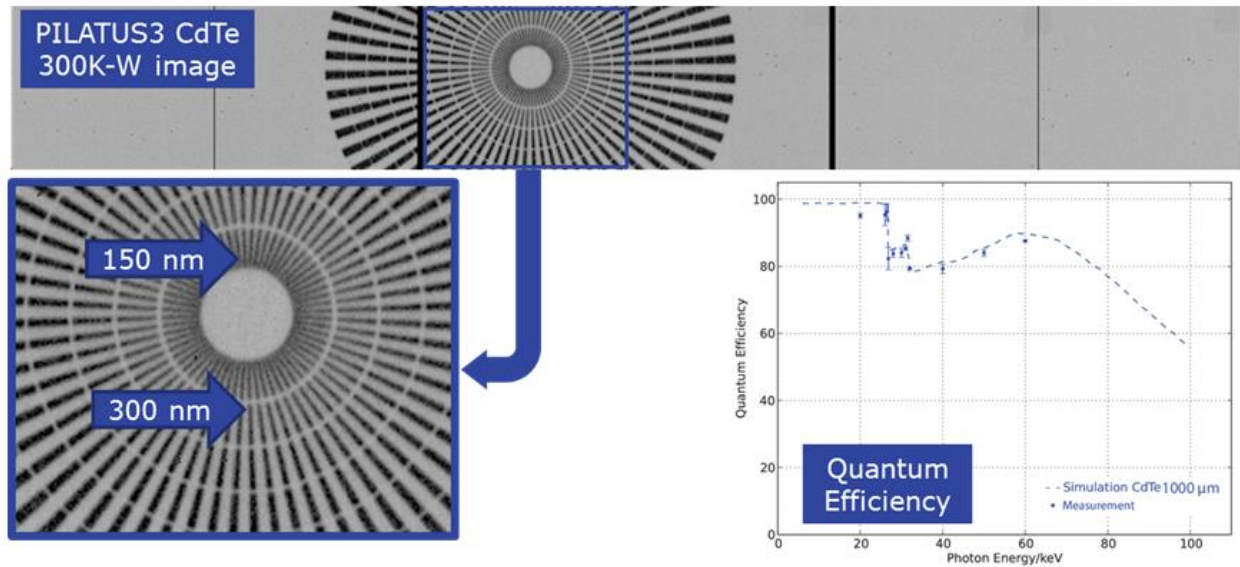 PILATUS3 CdTe
300K-W image
150 nm
300 nm
100
80
60
40
20
0
0
20
40
60
80
100
Quantum Efficiency
Photon Energy/keV
Quantum
Efficiency
Simulation CdTe 1000 µm
Measurement